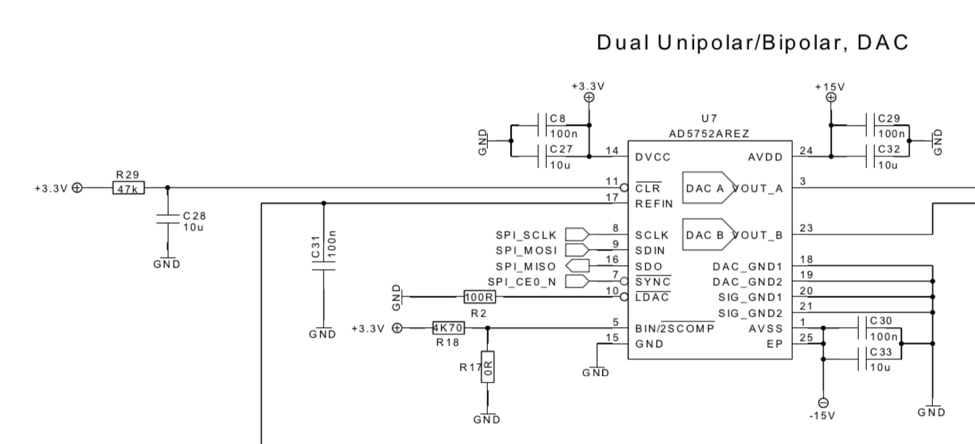 Dual Unipolar/Bipolar, DAC
+3.3V
+15V
U7
AD5752AREZ
GND
C8
100n
C27
10u
C29
100n
C32
10u
GND
14 DVCC
AVDD 24
R29
+3.3V 47k
11 CLR
DAC A VOUT_A 3
17 REFIN
C28
10u
GND
C31
100n
GND
SPI_SCLK 8 SCLK
DAC B VOUT_B 23
SPI_MOSI 9 SDIN
SPI_MISO 16 SDO
DAC_GND1 18
SPI_CE0_N 7 SYNC
DAC_GND2 19
GND 100R 10 LDAC
R2
SIG_GND1 20
SIG_GND2 21
+3.3V 4K70 5 BIN/2SCOMP
R18
AVSS 1
15 GND
EP 25
C30
100n
C33
10u
R17 0R
GND
GND
-15V
GND